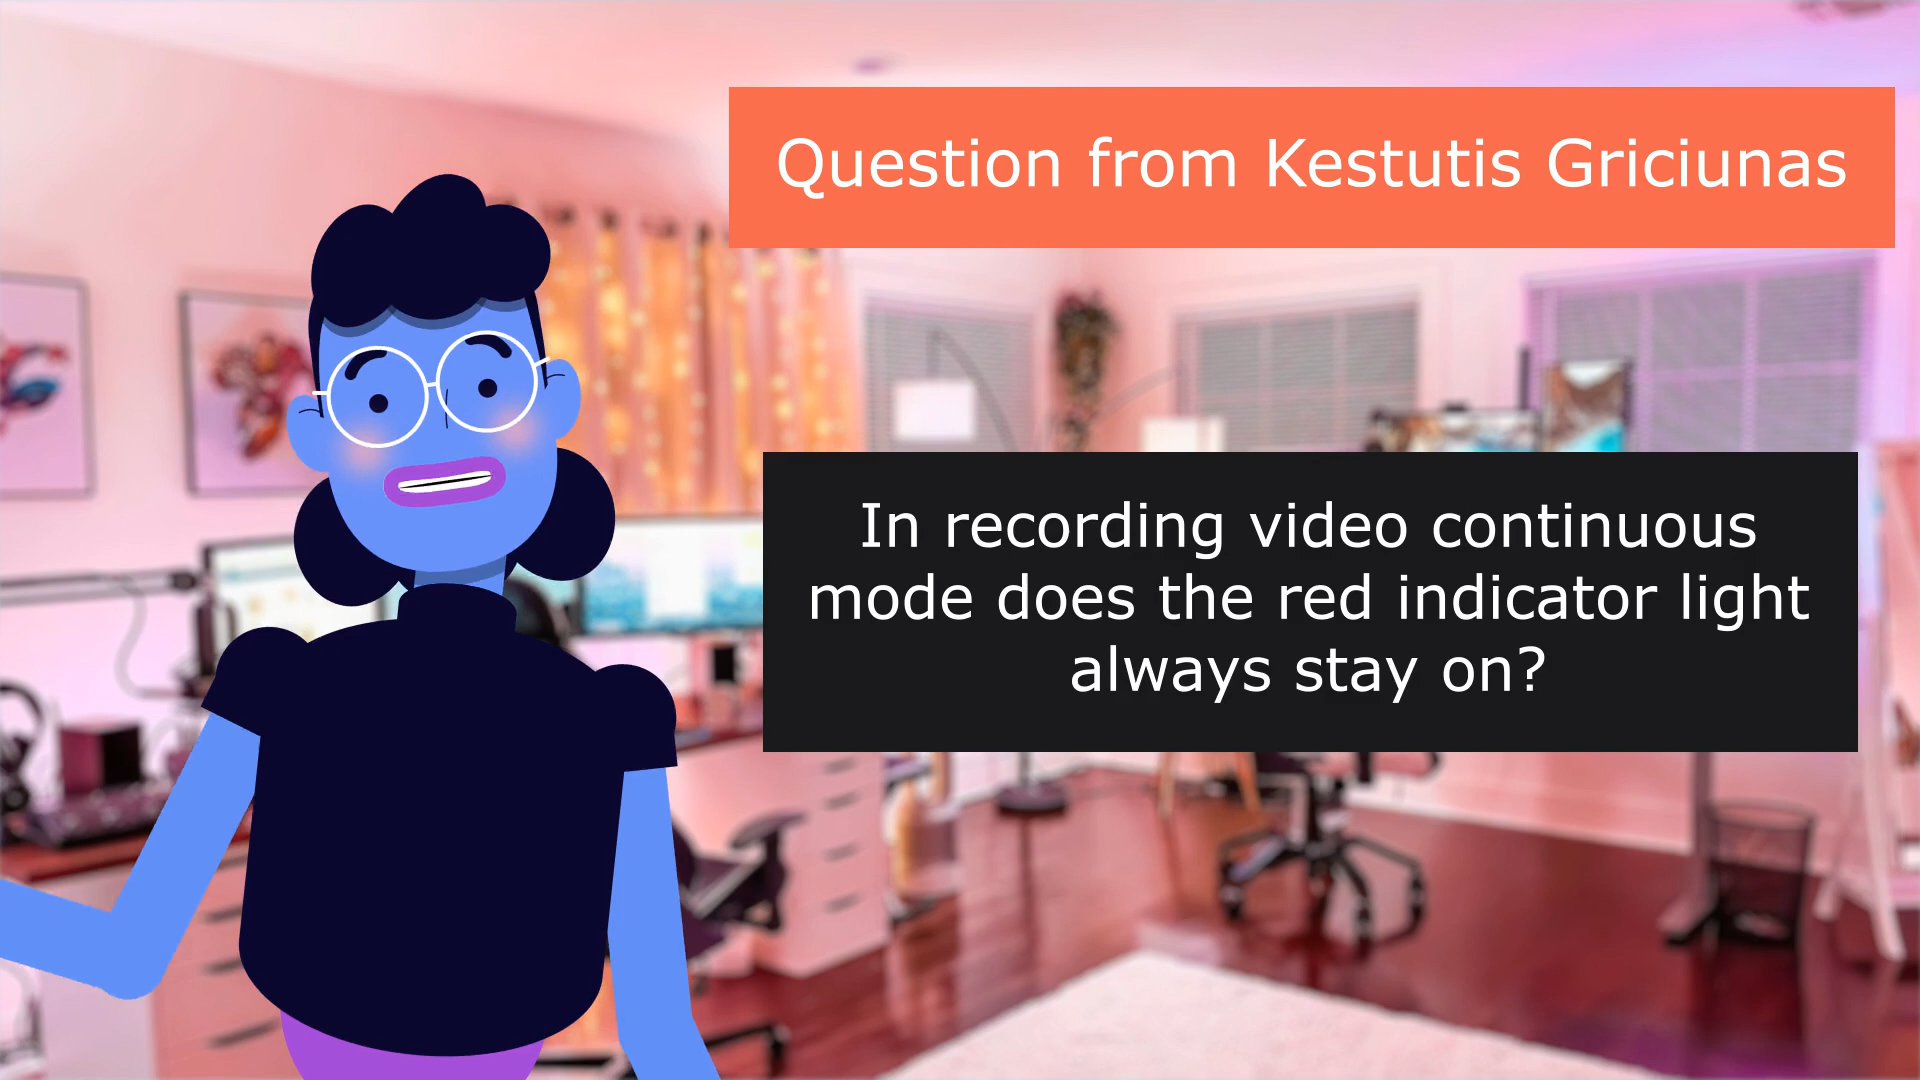 Question from Kestutis Griciunas
In recording video continuous
mode does the red indicator light
always stay on?